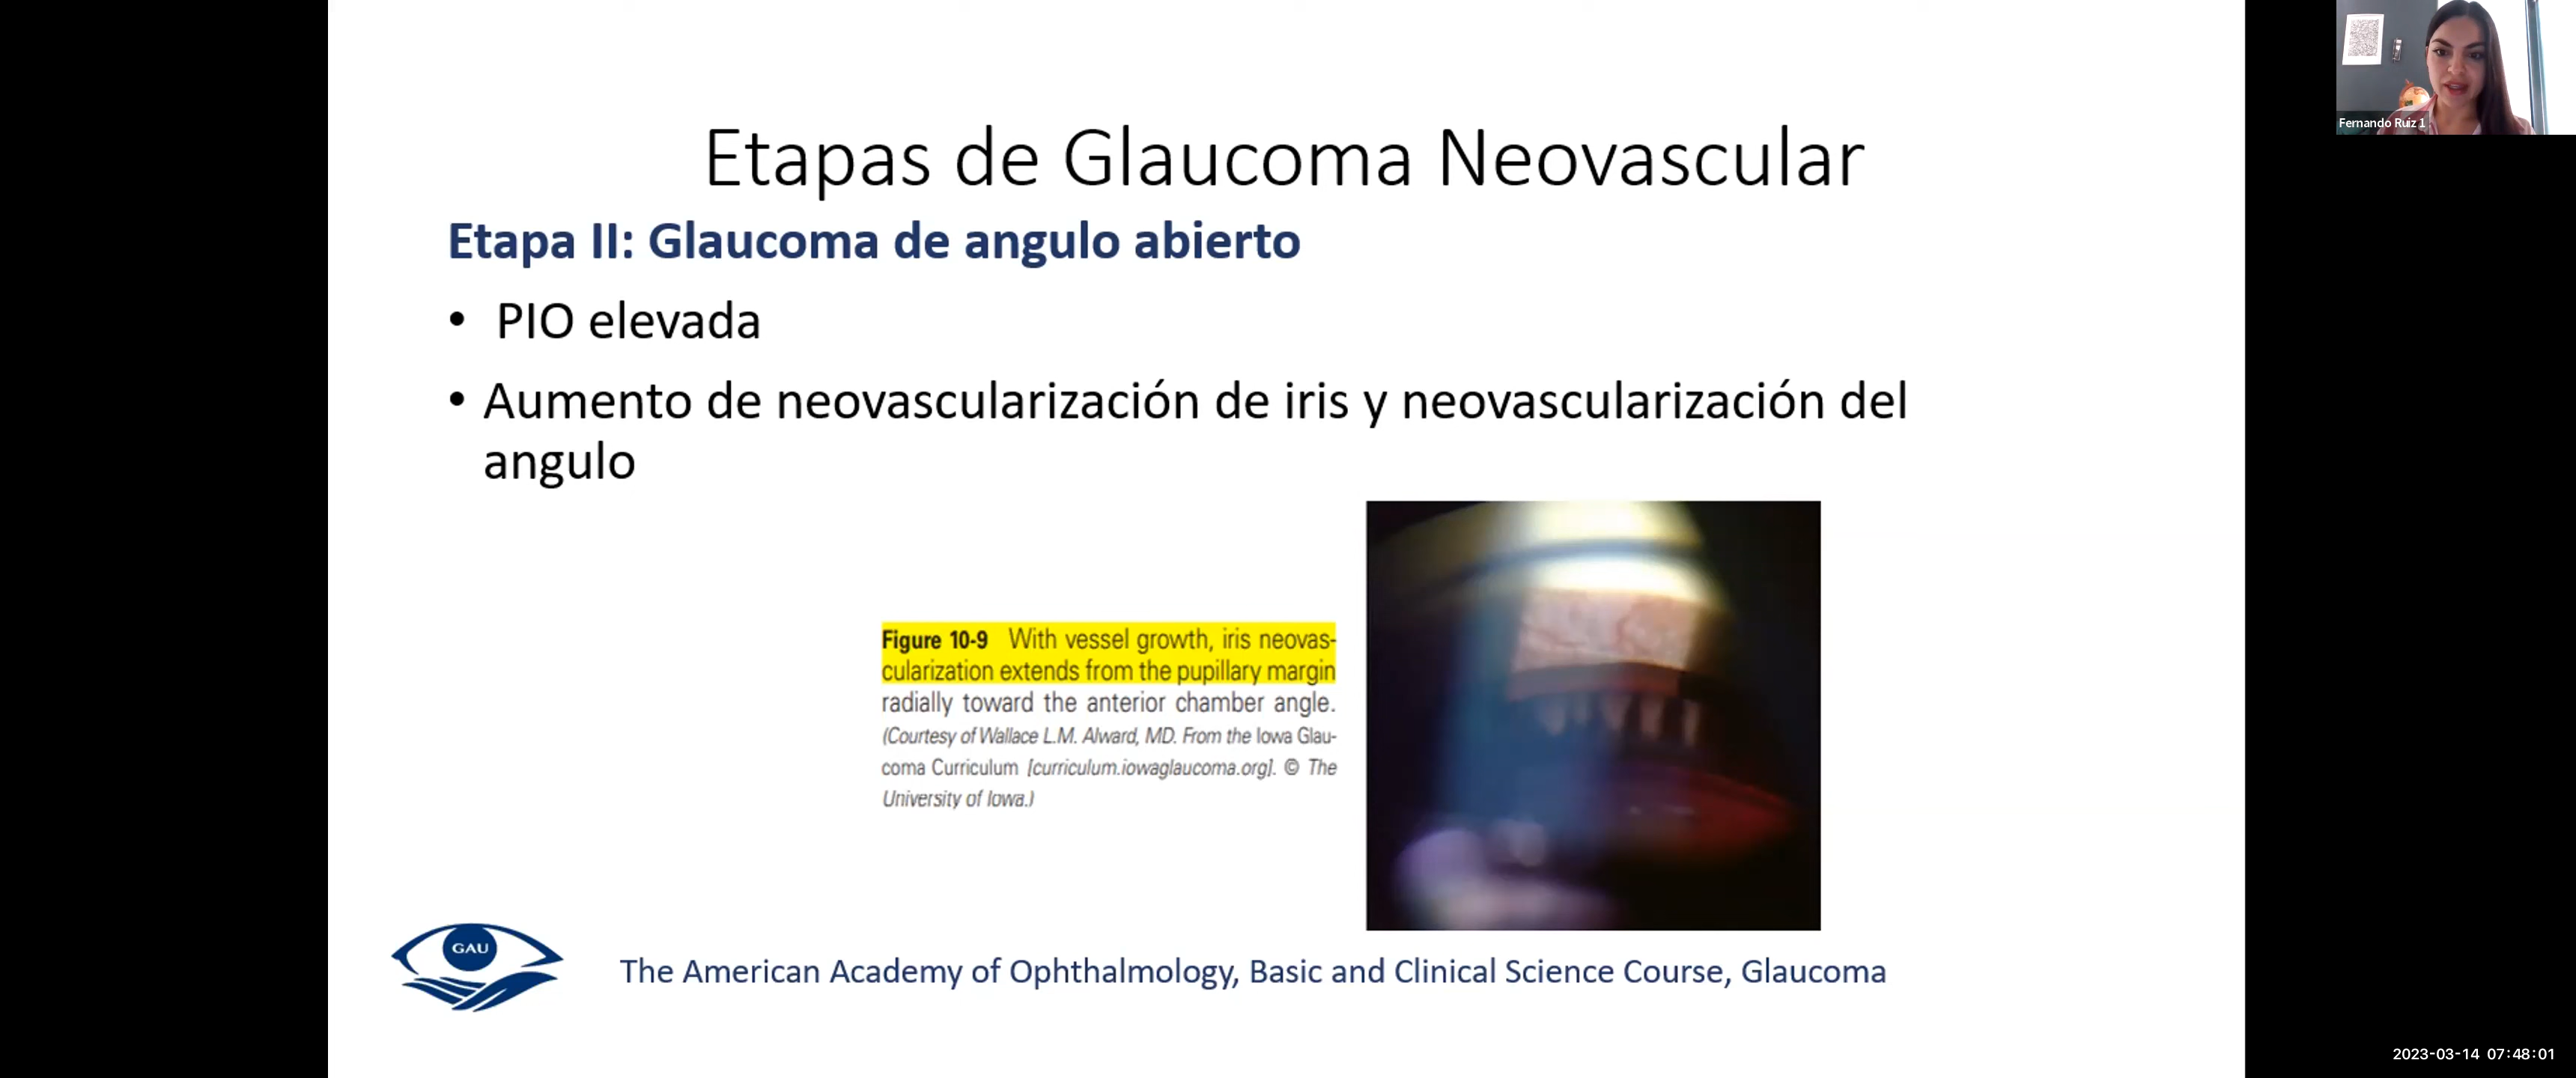 Etapas de Glaucoma Neovascular
Etapa II: Glaucoma de angulo abierto
• PIO elevada
• Aumento de neovascularización de iris y neovascularización del
angulo
Figure 10-9 With vessel growth, iris neovas-
cularization extends from the pupillary margin
radially toward the anterior chamber angle.
(Courtesy of Wallace L.M. Alward, MD. From the Iowa Glau-
coma Curriculum [curriculum.iowaglaucoma.org]. © The
University of Iowa.)
GAU
The American Academy of Ophthalmology, Basic and Clinical Science Course, Glaucoma
Fernando Ruiz 1
2023-03-14 07:48:01